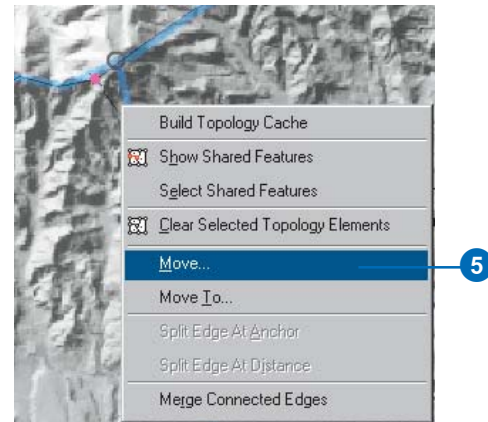 Build Topology Cache
Show Shared Features
Select Shared Features
Clear Selected Topology Elements
Move...
5
Move To...
Split Edge At Anchor
Split Edge At Distance
Merge Connected Edges